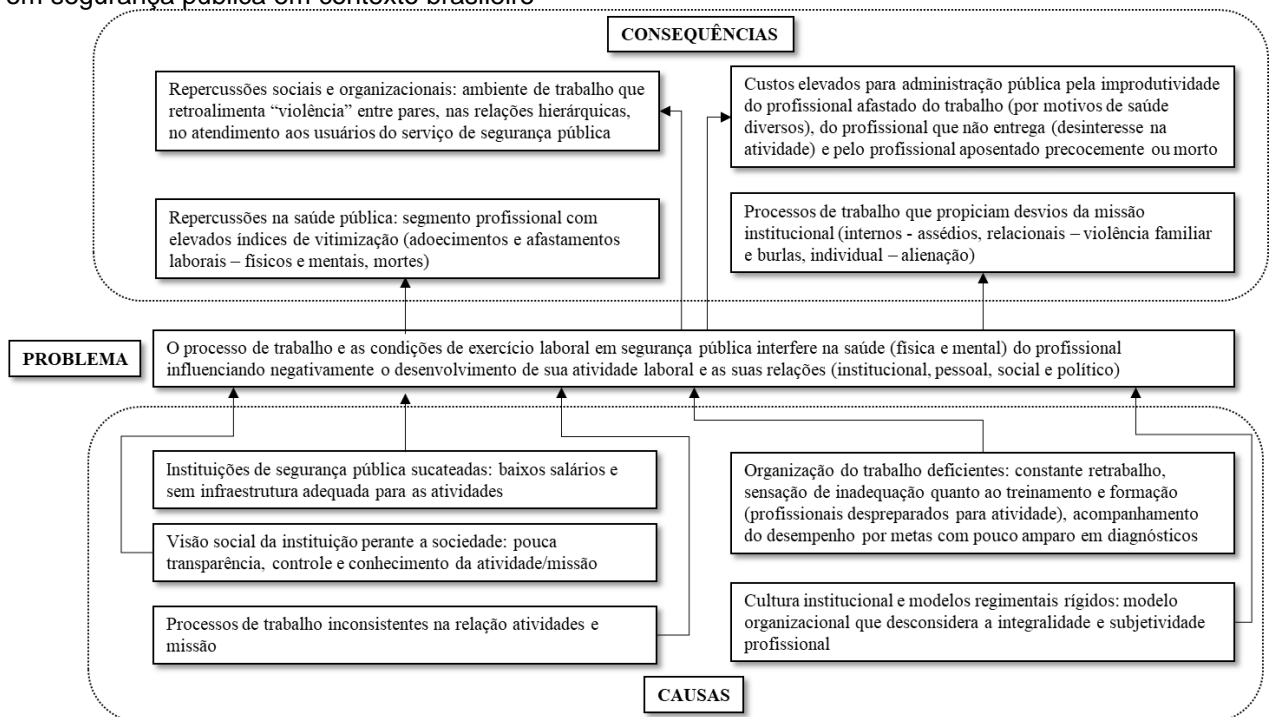 em segurança pública em contexto brasileiro
CONSEQUÊNCIAS
Repercussões sociais e organizacionais: ambiente de trabalho que
retroalimenta “violência” entre pares, nas relações hierárquicas,
no atendimento aos usuários do serviço de segurança pública
Custos elevados para administração pública pela improdutividade
do profissional afastado do trabalho (por motivos de saúde
diversos), do profissional que não entrega (desinteresse na
atividade) e pelo profissional aposentado precocemente ou morto
Repercussões na saúde pública: segmento profissional com
elevados índices de vitimização (adoecimentos e afastamentos
laborais – físicos e mentais, mortes)
Processos de trabalho que propiciam desvios da missão
institucional (internos - assédios, relacionais – violência familiar
e burlas, individual – alienação)
PROBLEMA
O processo de trabalho e as condições de exercício laboral em segurança pública interfere na saúde (física e mental) do profissional
influenciando negativamente o desenvolvimento de sua atividade laboral e as suas relações (institucional, pessoal, social e político)
Instituições de segurança pública sucateadas: baixos salários e
sem infraestrutura adequada para as atividades
Organização do trabalho deficientes: constante retrabalho,
sensação de inadequação quanto ao treinamento e formação
(profissionais despreparados para atividade), acompanhamento
do desempenho por metas com pouco amparo em diagnósticos
Visão social da instituição perante a sociedade: pouca
transparência, controle e conhecimento da atividade/missão
Processos de trabalho inconsistentes na relação atividades e
missão
Cultura institucional e modelos regimentais rígidos: modelo
organizacional que desconsidera a integralidade e subjetividade
profissional
CAUSAS